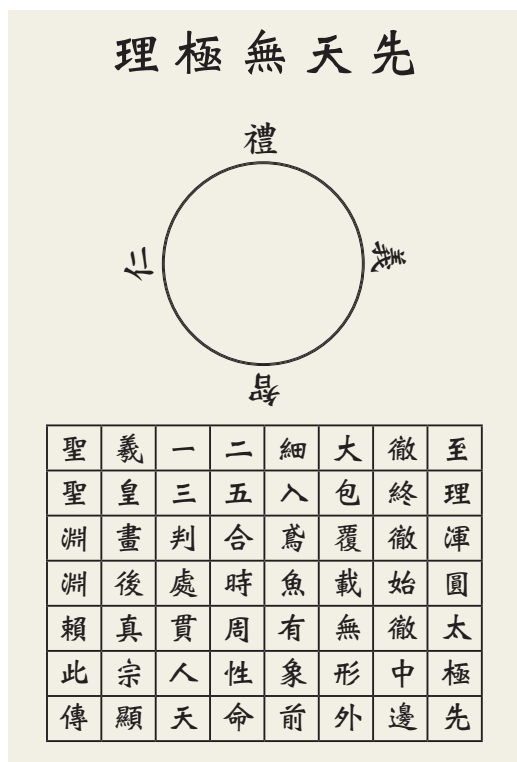 先天無極理
禮
仁
義
智
至理渾圓太極先
徹終徹始徹中邊
大包覆載無形外
細入鳶魚有象前
二五合時周性命
一三判處貫人天
羲皇畫後真宗顯
聖聖淵淵賴此傳